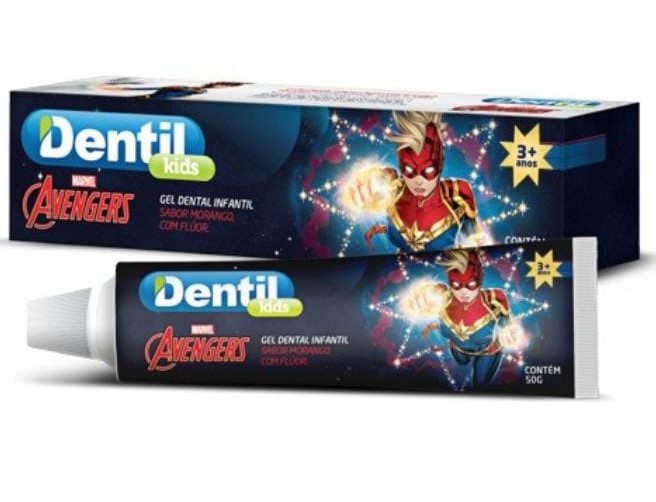 Dentil
kids
MARVEL
AVENGERS
GEL DENTAL INFANTIL
SABOR MORANGO,
COM FLÚOR.
3+
anos
Dentil
kids
MARVEL
AVENGERS
GEL DENTAL INFANTIL
SABOR MORANGO,
COM FLÚOR.
3+
anos
CONTÉM
50G